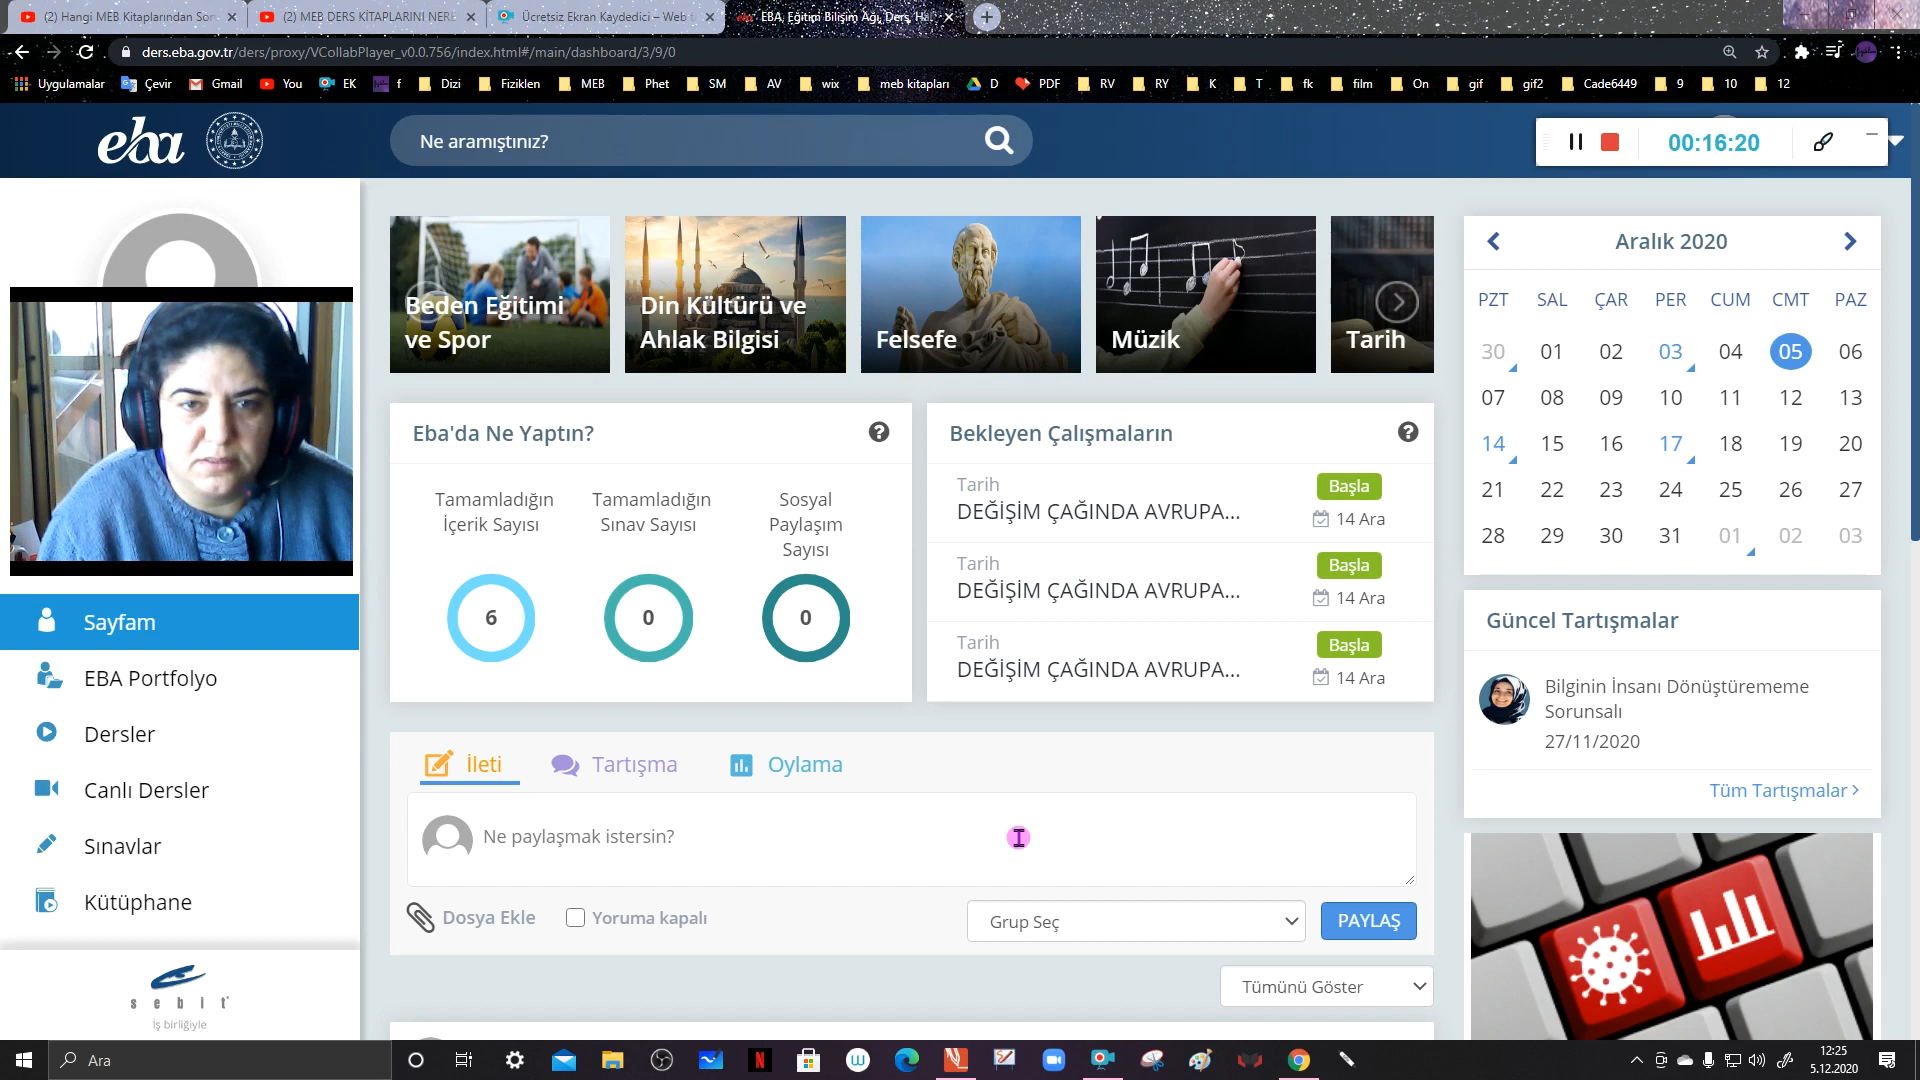 (2) Hangi MEB Kitaplarından Sor
(2) MEB DERS KİTAPLARINI NERE
Ücretsiz Ekran Kaydedici – Web t
EBA, Eğitim Bilişim Ağı, Ders, Ha
ders.eba.gov.tr/ders/proxy/VCollabPlayer_v0.0.756/index.html#/main/dashboard/3/9/0
Uygulamalar Çevir Gmail You EK f Dizi Fiziklen MEB Phet SM AV wix meb kitapları D PDF RV RY K T fk film On gif gif2 Cade6449 9 10 12
eba
Ne aramıştınız?
00:16:20
Beden Eğitimi
ve Spor
Din Kültürü ve
Ahlak Bilgisi
Felsefe
Müzik
Tarih
Aralık 2020
PZT SAL ÇAR PER CUM CMT PAZ
30 01 02 03 04 05 06
07 08 09 10 11 12 13
14 15 16 17 18 19 20
21 22 23 24 25 26 27
28 29 30 31 01 02 03
Eba'da Ne Yaptın?
Tamamladığın
İçerik Sayısı
Tamamladığın
Sınav Sayısı
Sosyal
Paylaşım
Sayısı
6 0 0
Bekleyen Çalışmaların
Tarih
DEĞİŞİM ÇAĞINDA AVRUPA...
Başla
14 Ara
Tarih
DEĞİŞİM ÇAĞINDA AVRUPA...
Başla
14 Ara
Tarih
DEĞİŞİM ÇAĞINDA AVRUPA...
Başla
14 Ara
Güncel Tartışmalar
Bilginin İnsanı Dönüştürememe
Sorunsalı
27/11/2020
Tüm Tartışmalar
Sayfam
EBA Portfolyo
Dersler
Canlı Dersler
Sınavlar
Kütüphane
sebit
İş birliğiyle
İleti Tartışma Oylama
Ne paylaşmak istersin?
Dosya Ekle Yoruma kapalı
Grup Seç
PAYLAŞ
Tümünü Göster
Ara
12:25
5.12.2020